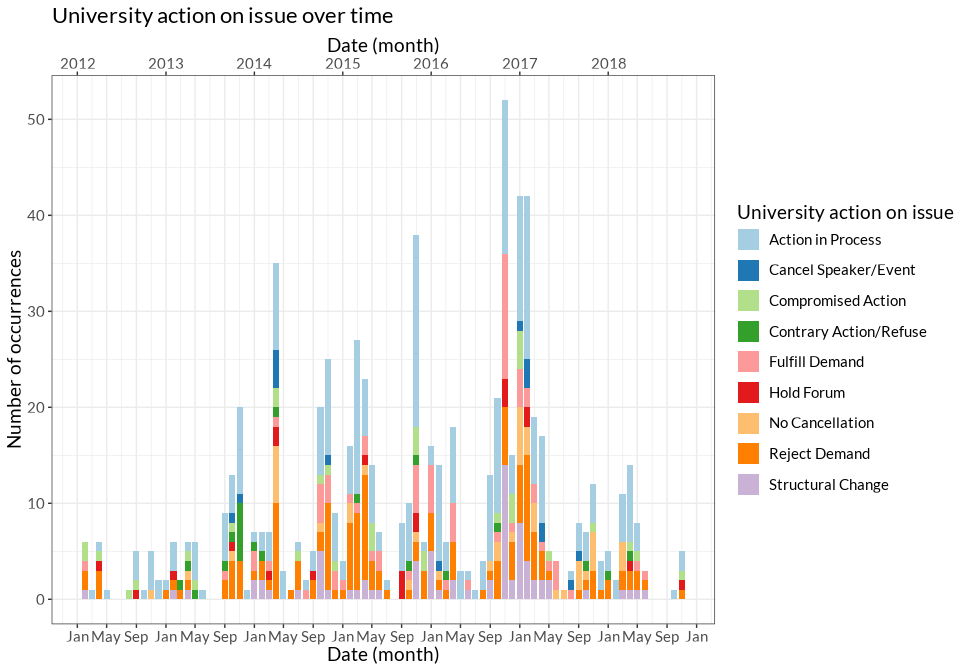 University action on issue over time
Date (month)
2012 2013 2014 2015 2016 2017 2018
Number of occurrences
50
40
30
20
10
0
Jan May Sep Jan May Sep Jan May Sep Jan May Sep Jan May Sep Jan May Sep Jan May Sep Jan
Date (month)
University action on issue
Action in Process
Cancel Speaker/Event
Compromised Action
Contrary Action/Refuse
Fulfill Demand
Hold Forum
No Cancellation
Reject Demand
Structural Change